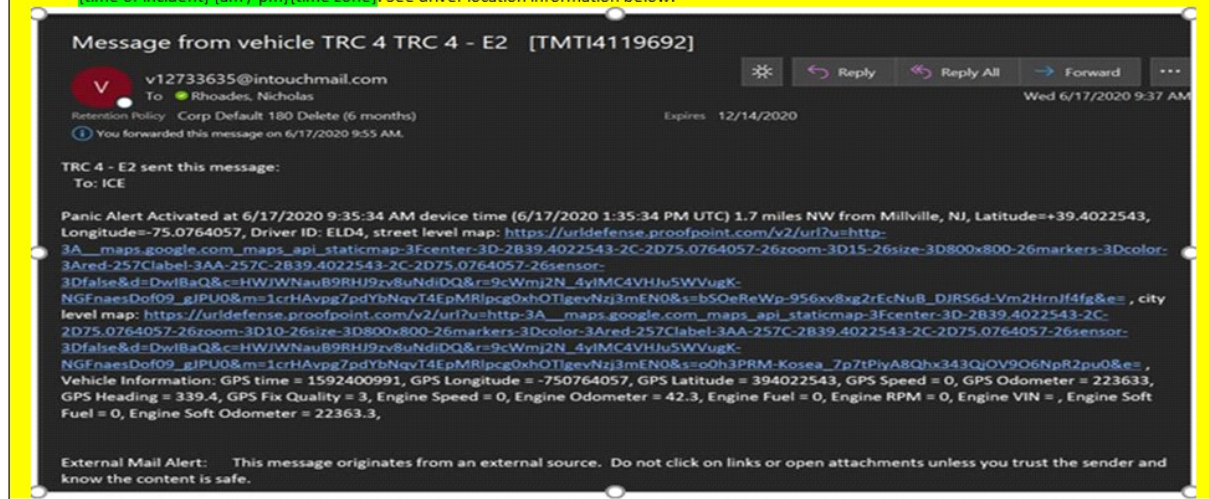 [time of incident] [am / pm][time zone]. See driver location information below:
Message from vehicle TRC 4 TRC 4 - E2 [TMTI4119692]
V
v12733635@intouchmail.com
To Rhoades, Nicholas
Reply Reply All Forward ...
Wed 6/17/2020 9:37 AM
Retention Policy Corp Default 180 Delete (6 months) Expires 12/14/2020
You forwarded this message on 6/17/2020 9:55 AM.
TRC 4 - E2 sent this message:
To: ICE
Panic Alert Activated at 6/17/2020 9:35:34 AM device time (6/17/2020 1:35:34 PM UTC) 1.7 miles NW from Millville, NJ, Latitude=+39.4022543,
Longitude=-75.0764057, Driver ID: ELD4, street level map: https://urldefense.proofpoint.com/v2/url?u=http-
3A__maps.google.com_maps_api_staticmap-3Fcenter-3D-2B39.4022543-2C-2D75.0764057-26zoom-3D15-26size-3D800x800-26markers-3Dcolor-
3Ared-257Clabel-3AA-257C-2B39.4022543-2C-2D75.0764057-26sensor-
3Dfalse&d=DwIBaQ&c=HWJWNauB9RHJ9zv8uNdiDQ&r=9cWmj2N_4yIMC4VHJu5WVugK-
NGFnaesDof09_gJPU0&m=1crHAvpg7pdYbNqvT4EpMRlpcg0xhOTlgevNzj3mEN0&s=bSOeReWp-956xv8xg2rEcNuB_DJRS6d-Vm2HrnJf4fg&e= , city
level map: https://urldefense.proofpoint.com/v2/url?u=http-3A__maps.google.com_maps_api_staticmap-3Fcenter-3D-2B39.4022543-2C-
2D75.0764057-26zoom-3D10-26size-3D800x800-26markers-3Dcolor-3Ared-257Clabel-3AA-257C-2B39.4022543-2C-2D75.0764057-26sensor-
3Dfalse&d=DwIBaQ&c=HWJWNauB9RHJ9zv8uNdiDQ&r=9cWmj2N_4yIMC4VHJu5WVugK-
NGFnaesDof09_gJPU0&m=1crHAvpg7pdYbNqvT4EpMRlpcg0xhOTlgevNzj3mEN0&s=o0h3PRM-Kosea_7p7tPiyA8Qhx343QjOV9O6NpR2pu0&e= ,
Vehicle Information: GPS time = 1592400991, GPS Longitude = -750764057, GPS Latitude = 394022543, GPS Speed = 0, GPS Odometer = 223633,
GPS Heading = 339.4, GPS Fix Quality = 3, Engine Speed = 0, Engine Odometer = 42.3, Engine Fuel = 0, Engine RPM = 0, Engine VIN = , Engine Soft
Fuel = 0, Engine Soft Odometer = 22363.3,
External Mail Alert: This message originates from an external source. Do not click on links or open attachments unless you trust the sender and
know the content is safe.